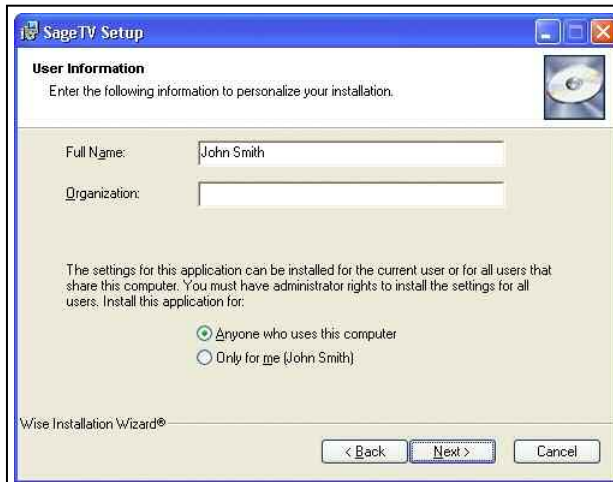 SageTV Setup
User Information
Enter the following information to personalize your installation.
Full Name:
John Smith
Organization:
The settings for this application can be installed for the current user or for all users that
share this computer. You must have administrator rights to install the settings for all
users. Install this application for:
Anyone who uses this computer
Only for me (John Smith)
Wise Installation Wizard®
< Back
Next >
Cancel